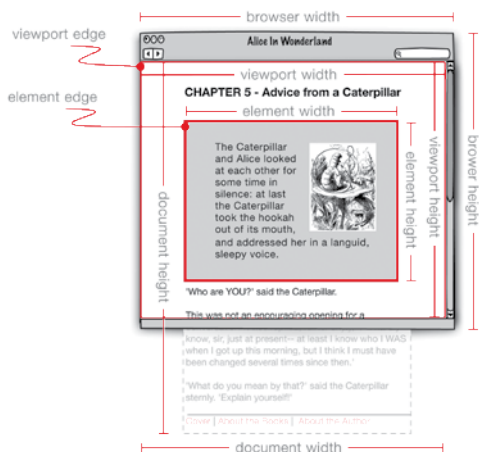 browser width
viewport edge
Alice In Wonderland
viewport width
CHAPTER 5 - Advice from a Caterpillar
element edge
element width
The Caterpillar
and Alice looked
at each other for
some time in
silence: at last
the Caterpillar
took the hookah
out of its mouth,
and addressed her in a languid,
sleepy voice.
element height
viewport height
brower height
document height
'Who are YOU?' said the Caterpillar.
This was not an encouraging opening for a
know, sir, just at present-- at least I know who I WAS
when I got up this morning, but I think I must have
been changed several times since then.'
'What do you mean by that?' said the Caterpillar
sternly. 'Explain yourself!'
Cover | About the Books | About the Author
document width